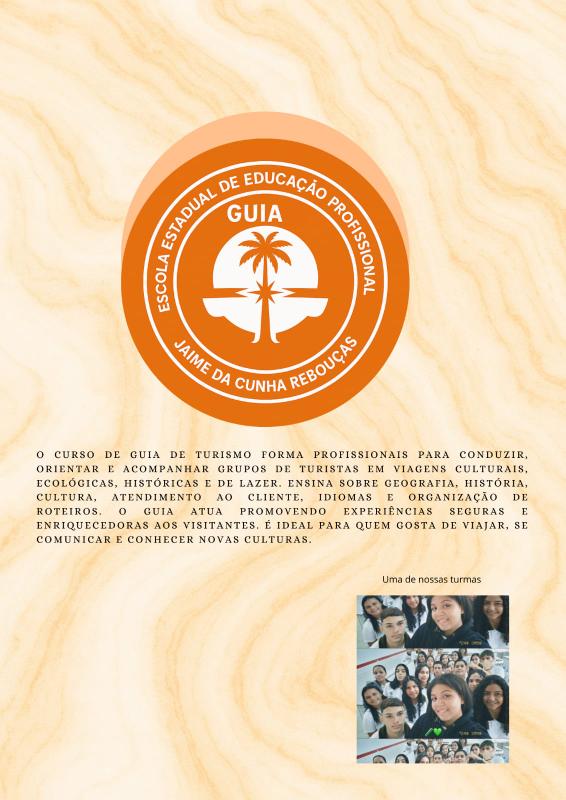 ESCOLA ESTADUAL DE EDUCAÇÃO PROFISSIONAL
GUIA
JAIME DA CUNHA REBOUÇAS
O CURSO DE GUIA DE TURISMO FORMA PROFISSIONAIS PARA CONDUZIR,
ORIENTAR E ACOMPANHAR GRUPOS DE TURISTAS EM VIAGENS CULTURAIS,
ECOLÓGICAS, HISTÓRICAS E DE LAZER. ENSINA SOBRE GEOGRAFIA, HISTÓRIA,
CULTURA, ATENDIMENTO AO CLIENTE, IDIOMAS E ORGANIZAÇÃO DE
ROTEIROS. O GUIA ATUA PROMOVENDO EXPERIÊNCIAS SEGURAS E
ENRIQUECEDORAS AOS VISITANTES. É IDEAL PARA QUEM GOSTA DE VIAJAR, SE
COMUNICAR E CONHECER NOVAS CULTURAS.
Uma de nossas turmas